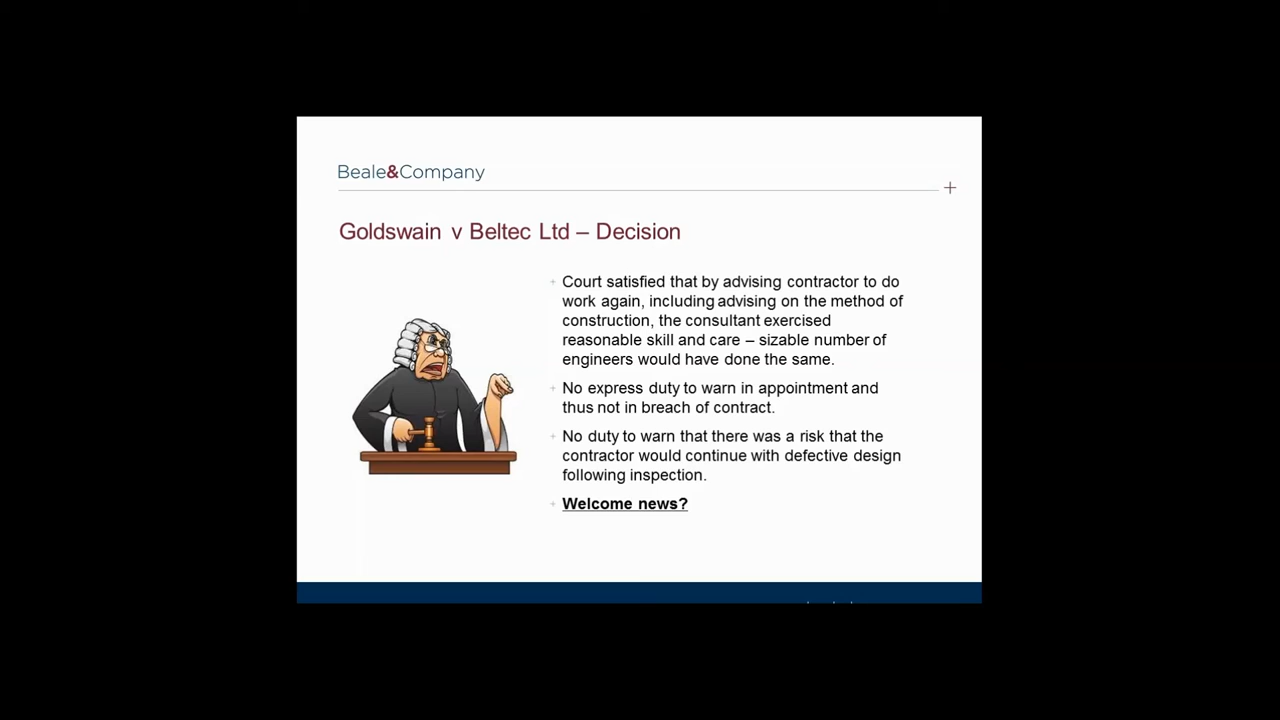 Beale&Company
Goldswain v Beltec Ltd – Decision
Court satisfied that by advising contractor to do
work again, including advising on the method of
construction, the consultant exercised
reasonable skill and care – sizable number of
engineers would have done the same.
No express duty to warn in appointment and
thus not in breach of contract.
No duty to warn that there was a risk that the
contractor would continue with defective design
following inspection.
Welcome news?